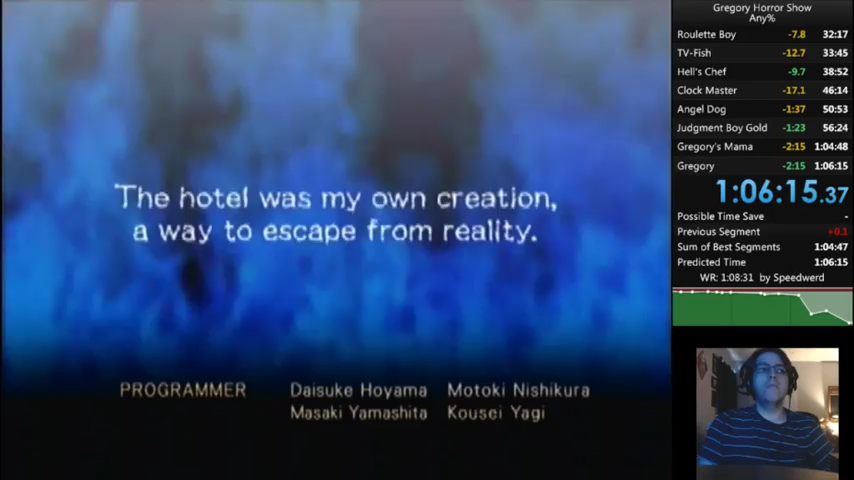 Gregory Horror Show
Any%
Roulette Boy -7.8 32:17
TV-Fish -12.7 33:45
Hell's Chef -9.7 38:52
Clock Master -17.1 46:14
Angel Dog -1:37 50:53
Judgment Boy Gold -1:23 56:24
Gregory's Mama -2:15 1:04:48
Gregory -2:15 1:06:15
1:06:15.37
Possible Time Save -
Previous Segment +0.1
Sum of Best Segments 1:04:47
Predicted Time 1:06:15
WR: 1:08:31 by Speedwerd
The hotel was my own creation,
a way to escape from reality.
PROGRAMMER Daisuke Hoyama Motoki Nishikura
Masaki Yamashita Kousei Yagi